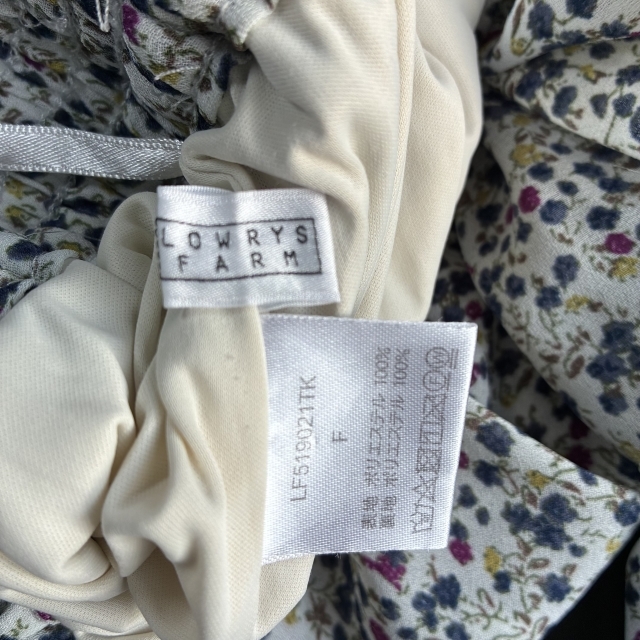 LOWRYS
FARM
LF519021TK
F
表地 ポリエステル 100%
裏地 ポリエステル 100%